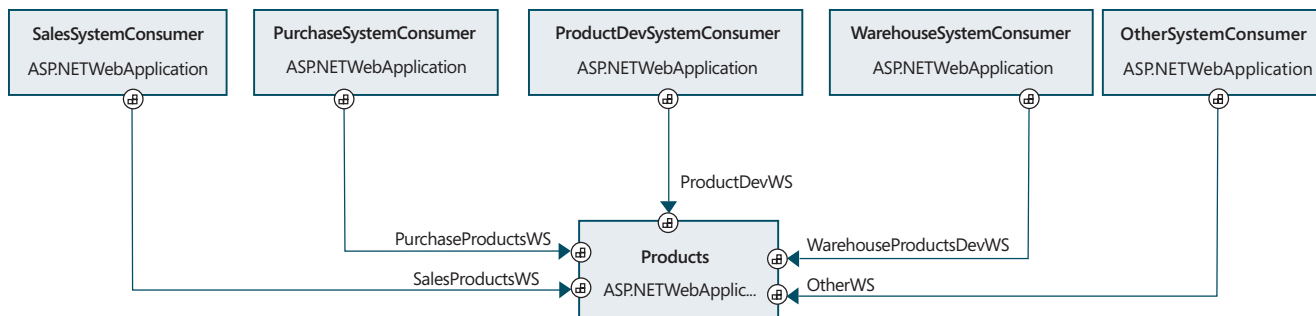 SalesSystemConsumer
ASP.NETWebApplication
PurchaseSystemConsumer
ASP.NETWebApplication
ProductDevSystemConsumer
ASP.NETWebApplication
WarehouseSystemConsumer
ASP.NETWebApplication
OtherSystemConsumer
ASP.NETWebApplication
ProductDevWS
PurchaseProductsWS
SalesProductsWS
Products
ASP.NETWebApplic...
WarehouseProductsDevWS
OtherWS